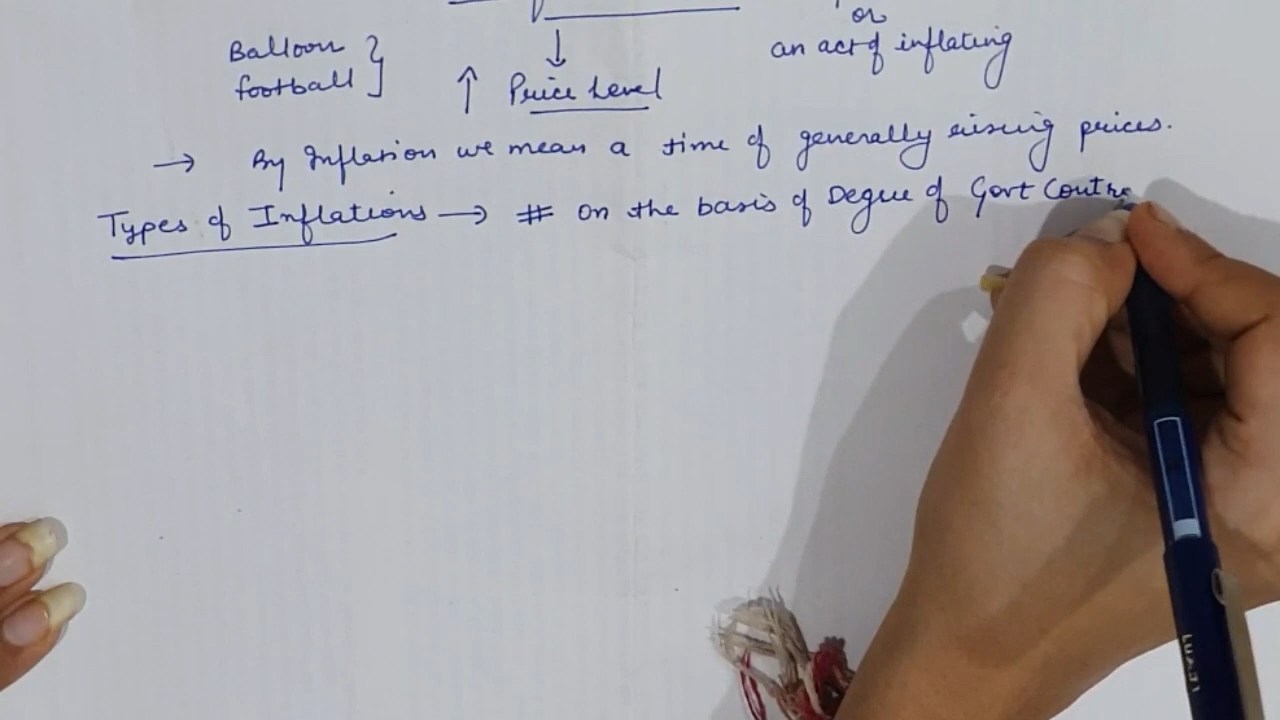 or
Balloon
football
an act of inflating
↑ Price Level
→ By Inflation we mean a time of generally rising prices.
Types of Inflations → # On the basis of Degree of Govt Contro